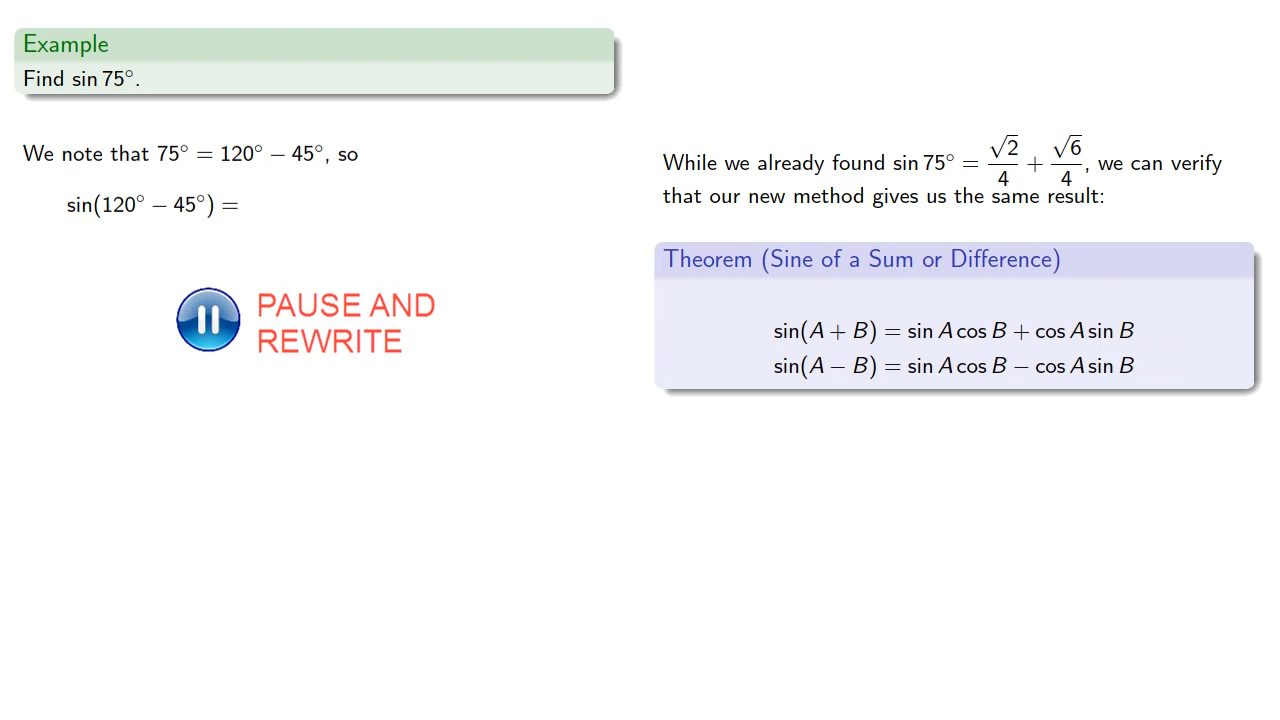 Example
Find sin 75°.
We note that 75° = 120° − 45°, so
sin(120° − 45°) =
PAUSE AND
REWRITE
While we already found sin 75° = √2/4 + √6/4, we can verify
that our new method gives us the same result:
Theorem (Sine of a Sum or Difference)
sin(A + B) = sin A cos B + cos A sin B
sin(A − B) = sin A cos B − cos A sin B